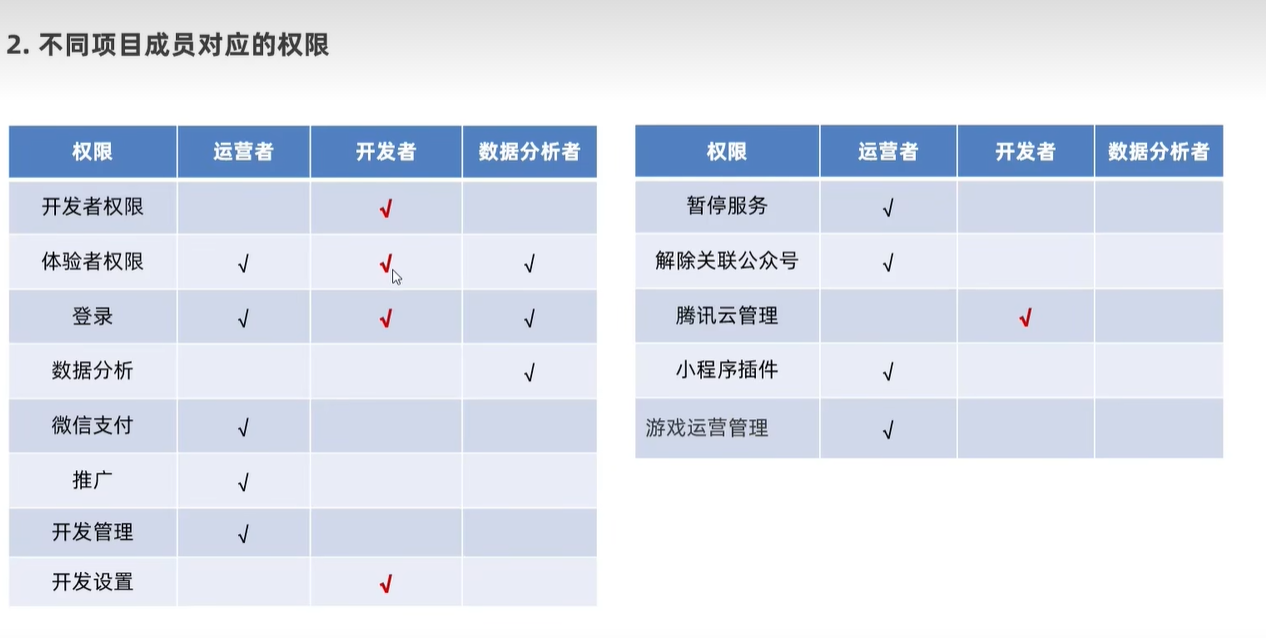 2. 不同项目成员对应的权限
权限 运营者 开发者 数据分析者
开发者权限 √
体验者权限 √ √ √
登录 √ √ √
数据分析 √
微信支付 √
推广 √
开发管理 √
开发设置 √
权限 运营者 开发者 数据分析者
暂停服务 √
解除关联公众号 √
腾讯云管理 √
小程序插件 √
游戏运营管理 √